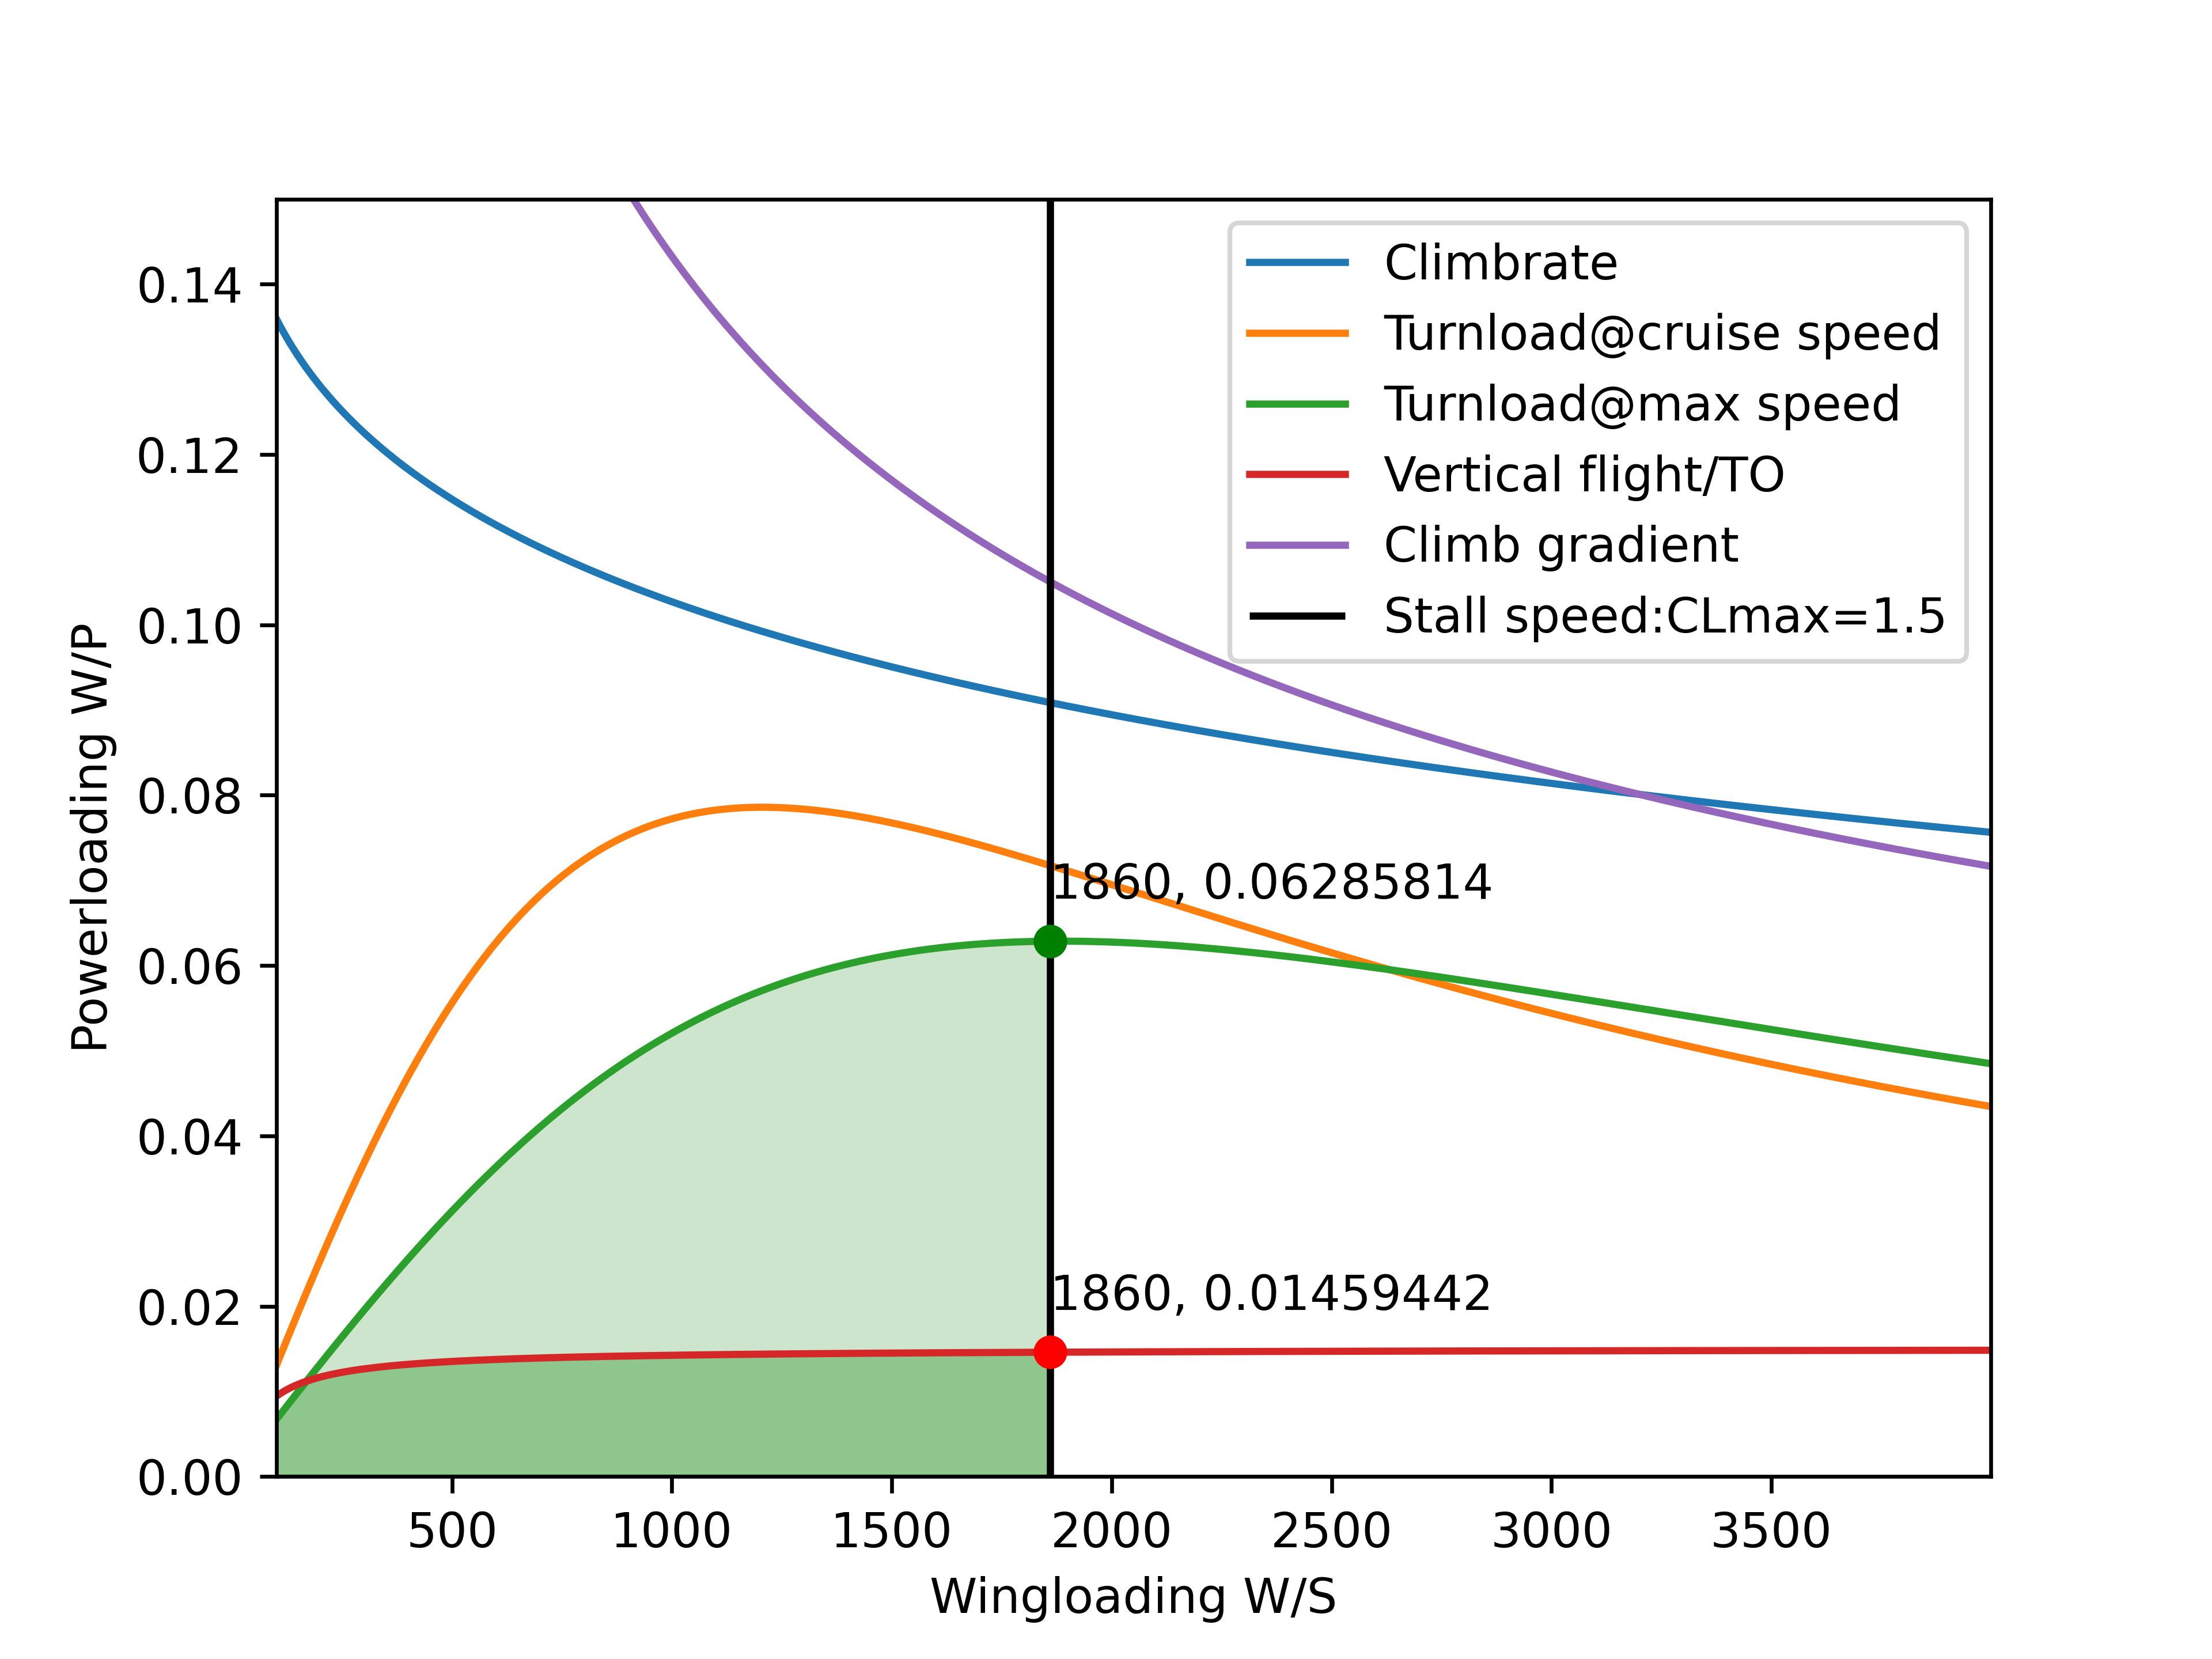 Climbrate
Turnload@cruise speed
Turnload@max speed
Vertical flight/TO
Climb gradient
Stall speed:CLmax=1.5
0.14
0.12
0.10
0.08
0.06
0.04
0.02
0.00
Powerloading W/P
1860, 0.06285814
1860, 0.01459442
500 1000 1500 2000 2500 3000 3500
Wingloading W/S